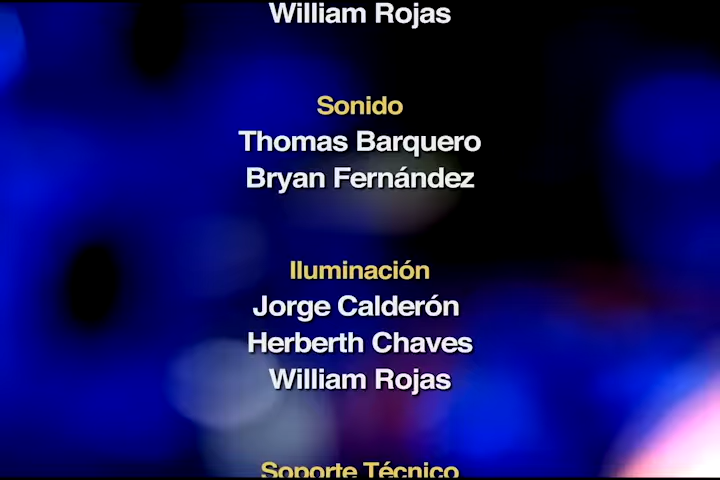 William Rojas
Sonido
Thomas Barquero
Bryan Fernández
Iluminación
Jorge Calderón
Herberth Chaves
William Rojas
Soporte Técnico